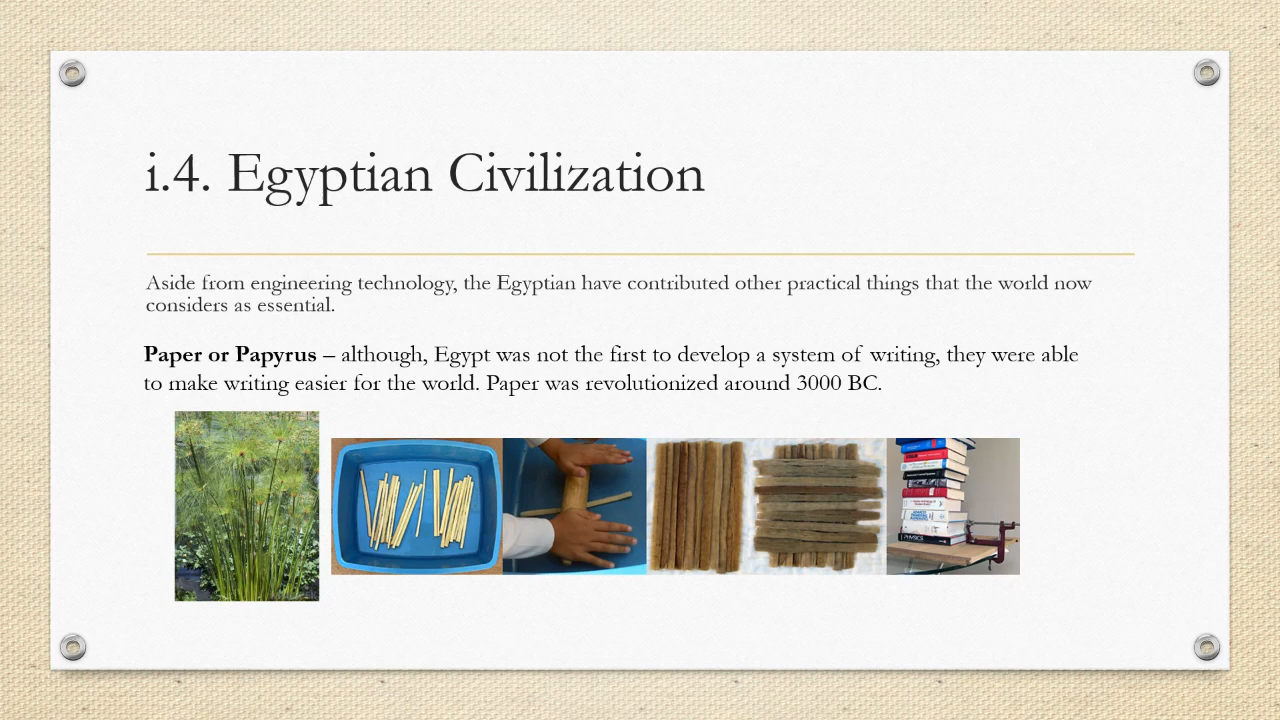 i.4. Egyptian Civilization
Aside from engineering technology, the Egyptian have contributed other practical things that the world now
considers as essential.
Paper or Papyrus – although, Egypt was not the first to develop a system of writing, they were able
to make writing easier for the world. Paper was revolutionized around 3000 BC.
PHYSICS